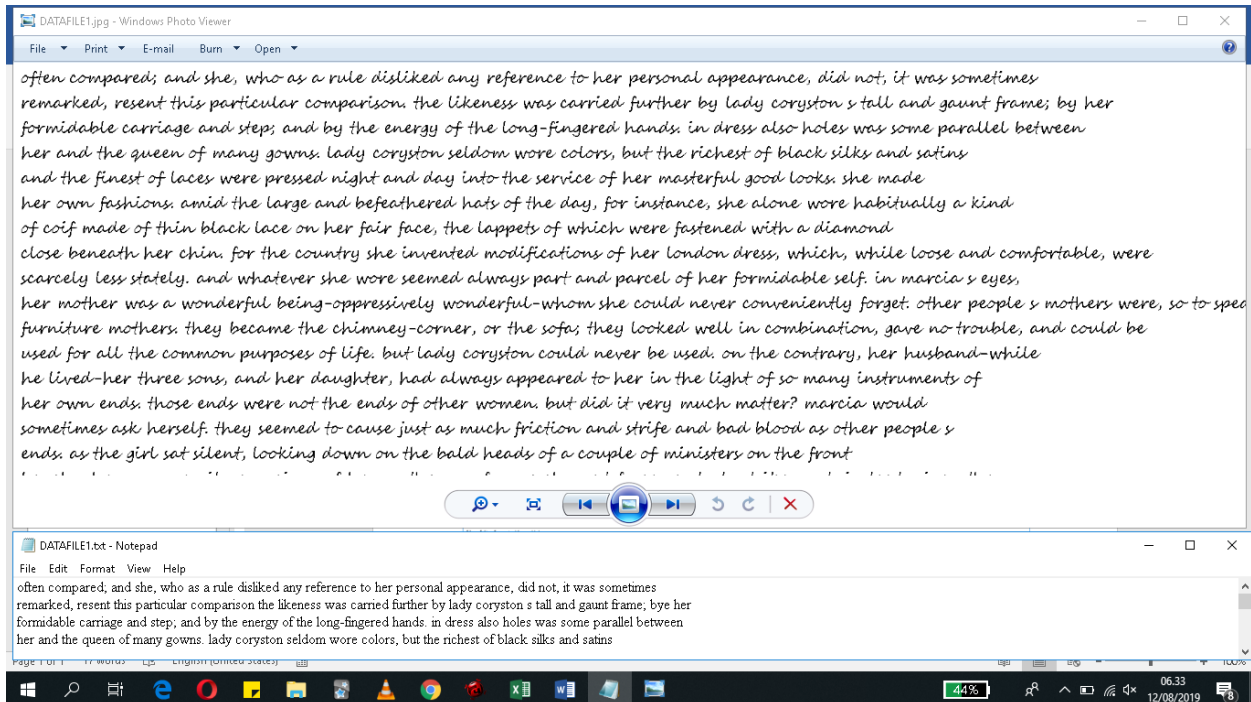 DATAFILE1.jpg - Windows Photo Viewer
File Print E-mail Burn Open
often compared; and she, who as a rule disliked any reference to her personal appearance, did not, it was sometimes
remarked, resent this particular comparison. the likeness was carried further by lady coryston s tall and gaunt frame; by her
formidable carriage and step; and by the energy of the long-fingered hands. in dress also holes was some parallel between
her and the queen of many gowns. lady coryston seldom wore colors, but the richest of black silks and satins
and the finest of laces were pressed night and day into the service of her masterful good looks. she made
her own fashions. amid the large and befeathered hats of the day, for instance, she alone wore habitually a kind
of coif made of thin black lace on her fair face, the lappets of which were fastened with a diamond
close beneath her chin. for the country she invented modifications of her london dress, which, while loose and comfortable, were
scarcely less stately. and whatever she wore seemed always part and parcel of her formidable self. in marcia s eyes,
her mother was a wonderful being-oppressively wonderful-whom she could never conveniently forget. other people s mothers were, so to spea
furniture mothers. they became the chimney-corner, or the sofa; they looked well in combination, gave no trouble, and could be
used for all the common purposes of life. but lady coryston could never be used. on the contrary, her husband-while
he lived-her three sons, and her daughter, had always appeared to her in the light of so many instruments of
her own ends. those ends were not the ends of other women. but did it very much matter? marcia would
sometimes ask herself. they seemed to cause just as much friction and strife and bad blood as other people s
ends. as the girl sat silent, looking down on the bald heads of a couple of ministers on the front
DATAFILE1.txt - Notepad
File Edit Format View Help
often compared; and she, who as a rule disliked any reference to her personal appearance, did not, it was sometimes
remarked, resent this particular comparison the likeness was carried further by lady coryston s tall and gaunt frame; bye her
formidable carriage and step; and by the energy of the long-fingered hands. in dress also holes was some parallel between
her and the queen of many gowns. lady coryston seldom wore colors, but the richest of black silks and satins
Page 1 of 1 17 words English (United States) 100%
44% 06.33
12/08/2019
8